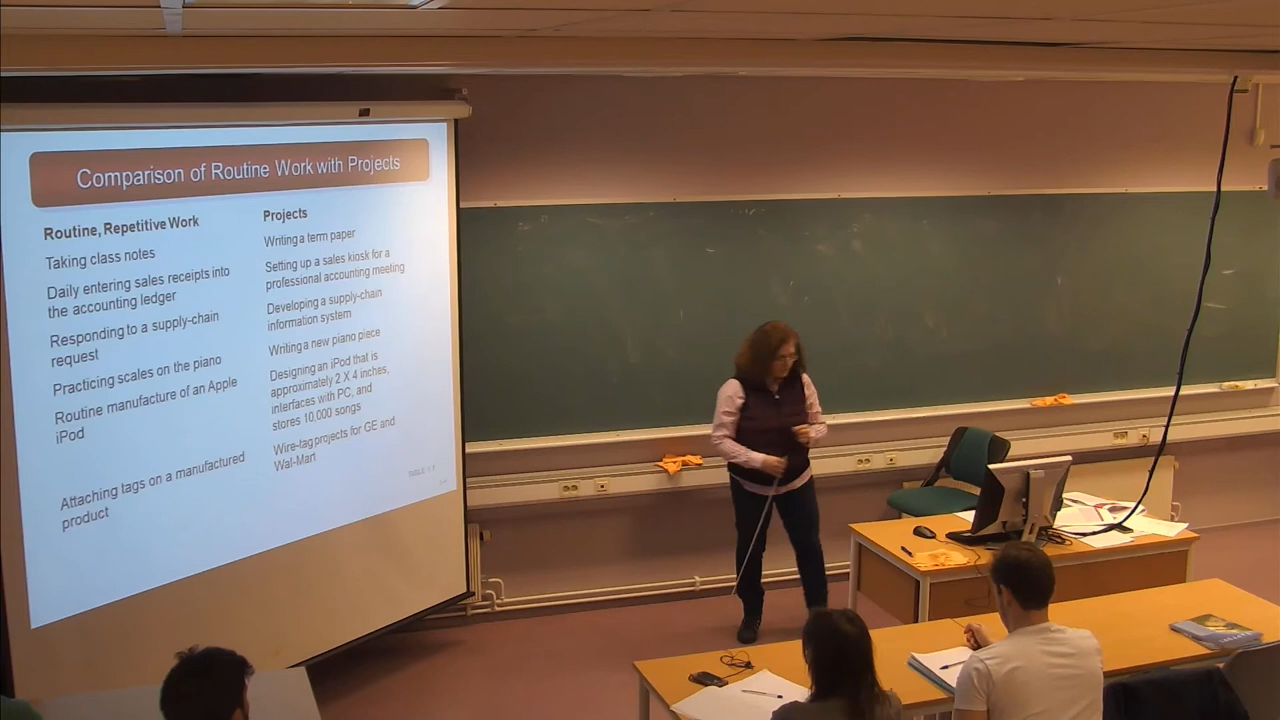 Comparison of Routine Work with Projects
Routine, Repetitive Work
Taking class notes
Daily entering sales receipts into
the accounting ledger
Responding to a supply-chain
request
Practicing scales on the piano
Routine manufacture of an Apple
iPod
Attaching tags on a manufactured
product
Projects
Writing a term paper
Setting up a sales kiosk for a
professional accounting meeting
Developing a supply-chain
information system
Writing a new piano piece
Designing an iPod that is
approximately 2 X 4 inches,
interfaces with PC, and
stores 10,000 songs
Wire-tag projects for GE and
Wal-Mart